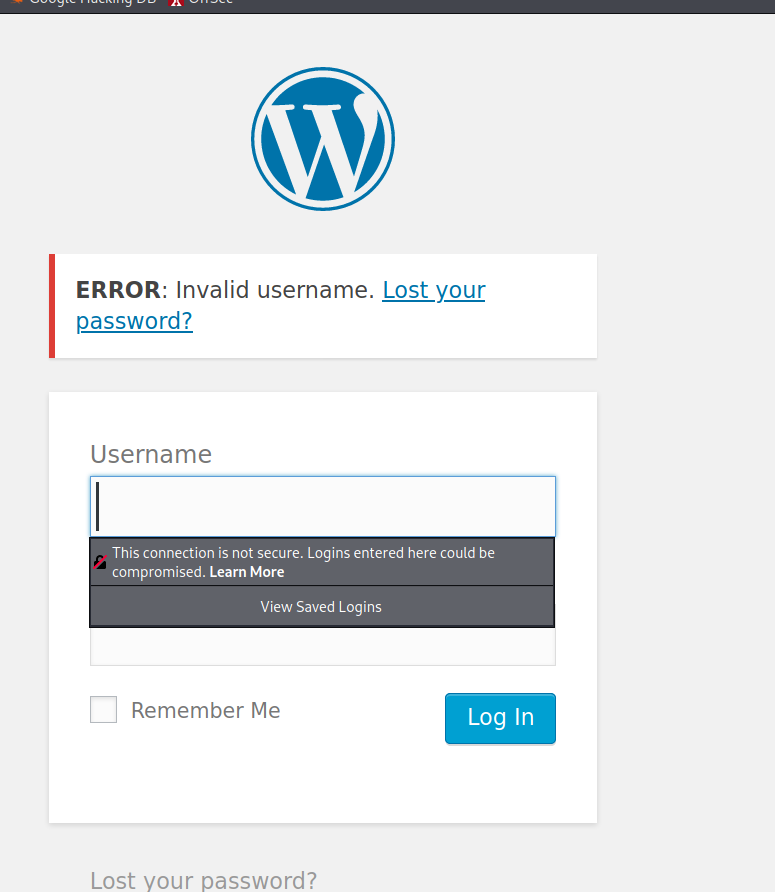 Google Hacking DB OffSec
ERROR: Invalid username. Lost your
password?
Username
This connection is not secure. Logins entered here could be
compromised. Learn More
View Saved Logins
Remember Me
Log In
Lost your password?